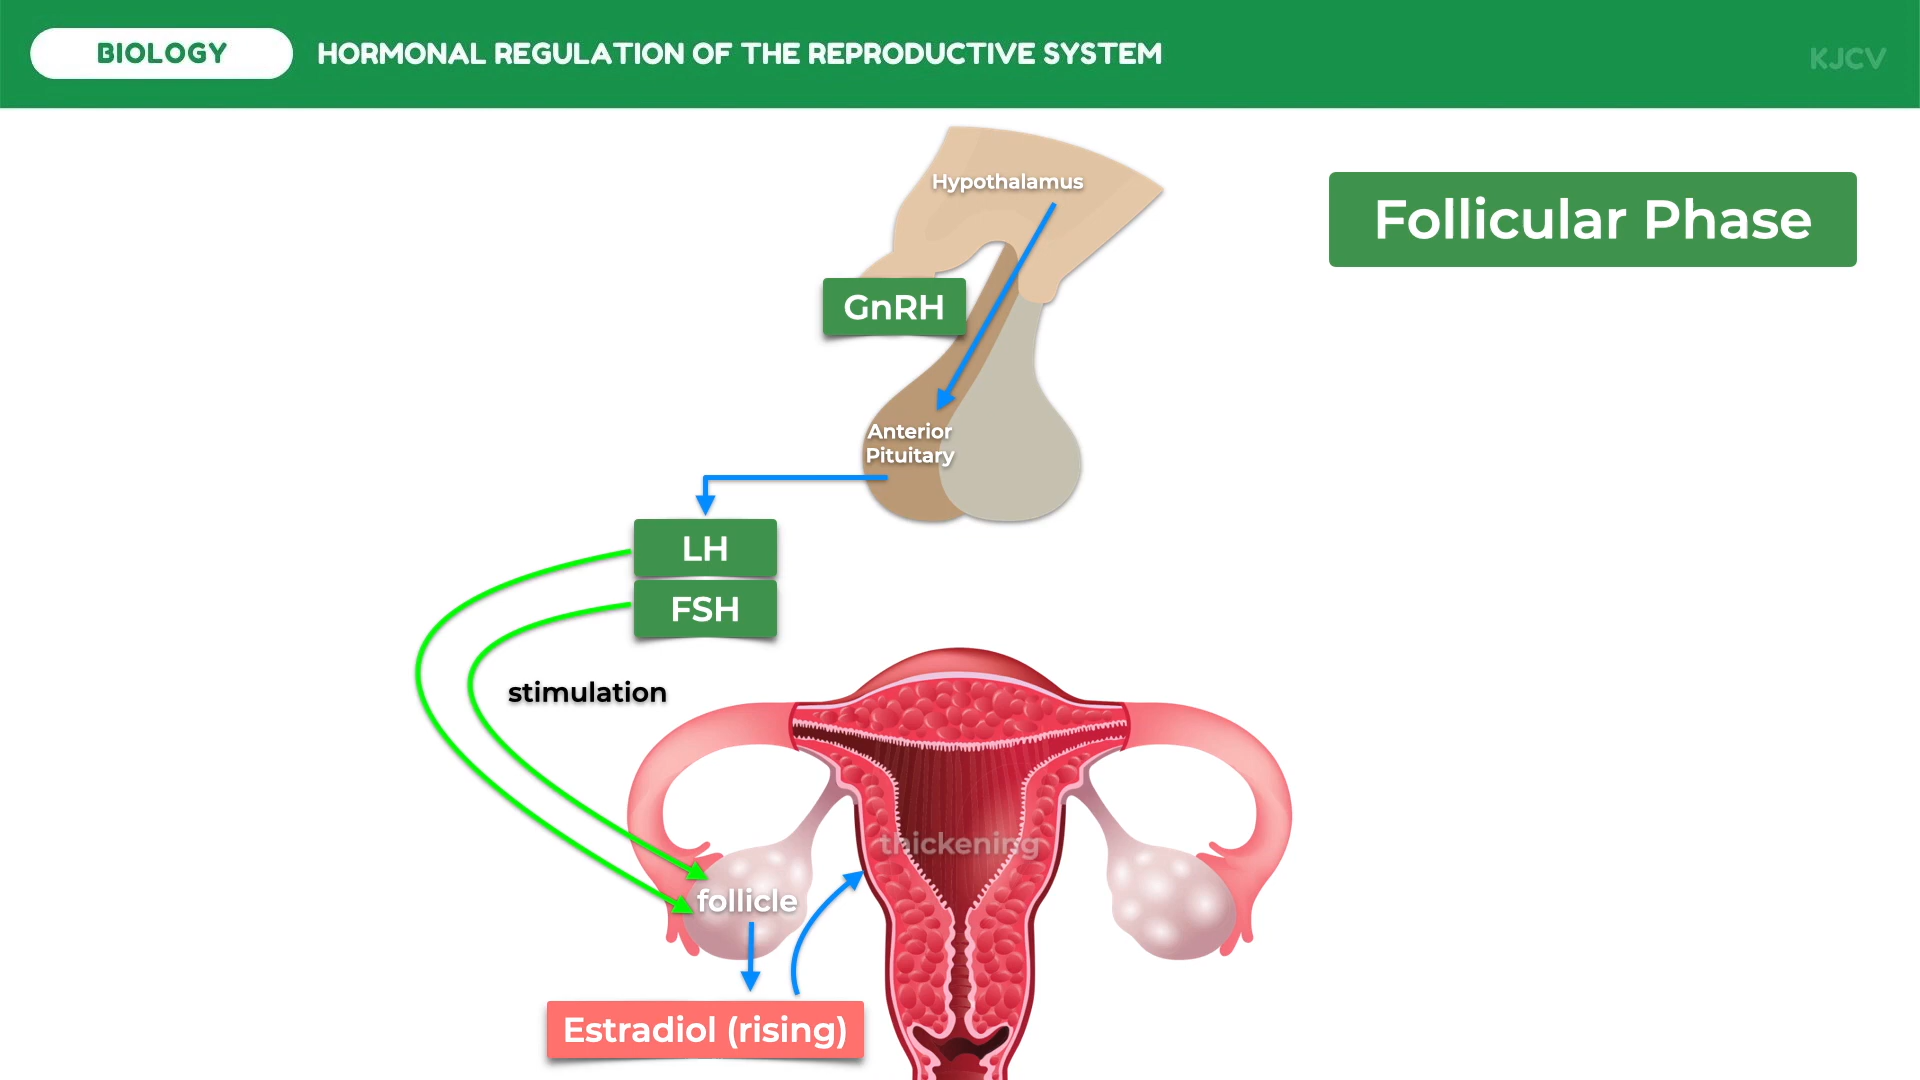 BIOLOGY
HORMONAL REGULATION OF THE REPRODUCTIVE SYSTEM
KJCV
Hypothalamus
Follicular Phase
GnRH
Anterior
Pituitary
LH
FSH
stimulation
thickening
follicle
Estradiol (rising)